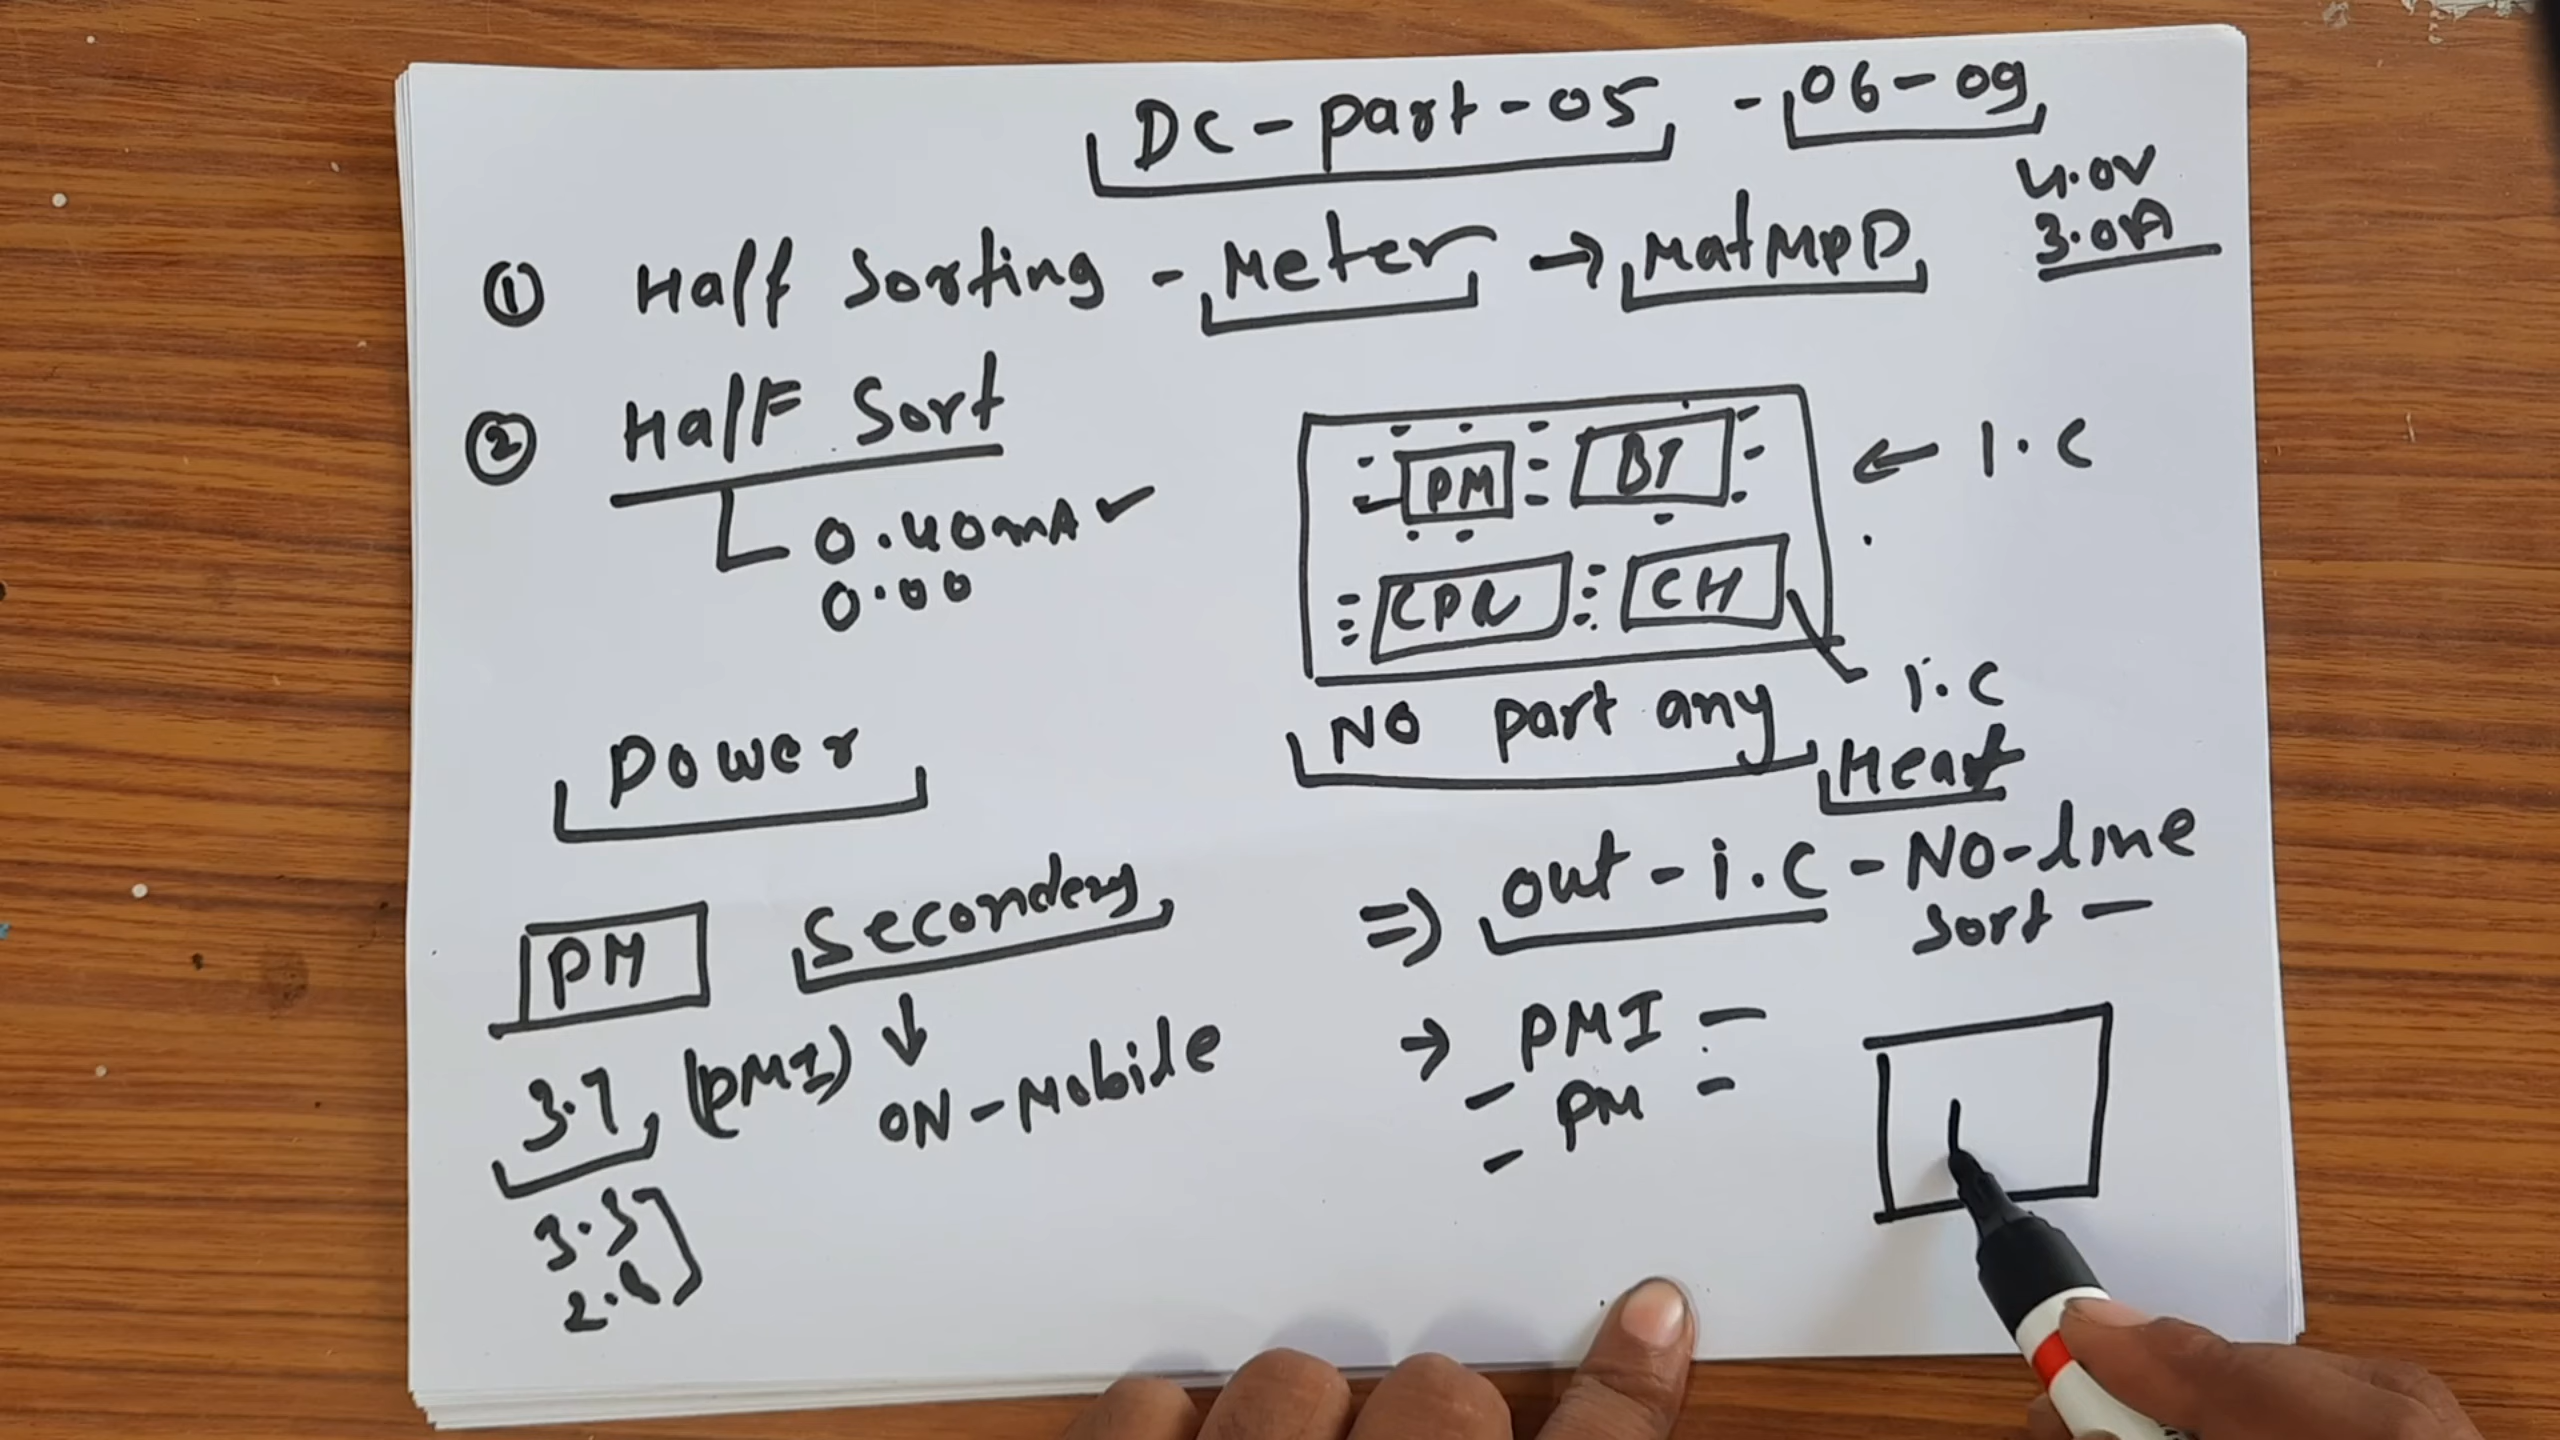 DC - part - 05 - 06-09
4.0V
3.0A
① Half Sorting - Meter → MatMPD
② Half Sort
0.40mA ✓
0.00
PM BT
CPU CH
← I.C
I.C
NO part any
Heart
Power
⇒ out - i.C - NO-line
Sort -
PM Secondery
↓
3.7 (PMI) ON-Mobile
3.3
→ PMI -
- PM -
-